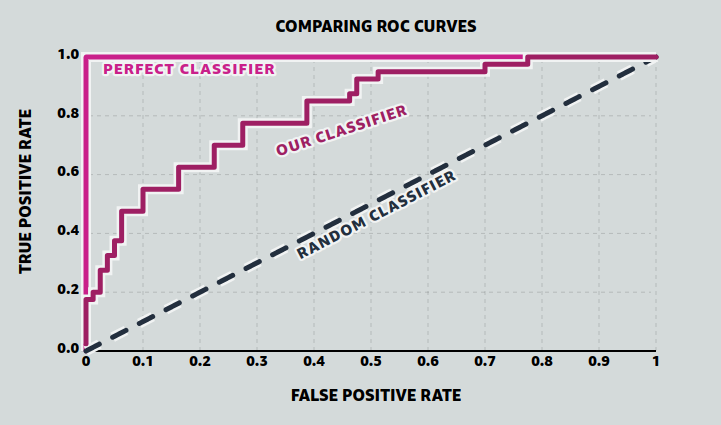 COMPARING ROC CURVES
1.0
PERFECT CLASSIFIER
0.8
OUR CLASSIFIER
0.6
RANDOM CLASSIFIER
0.4
0.2
0.0
TRUE POSITIVE RATE
0 0.1 0.2 0.3 0.4 0.5 0.6 0.7 0.8 0.9 1
FALSE POSITIVE RATE